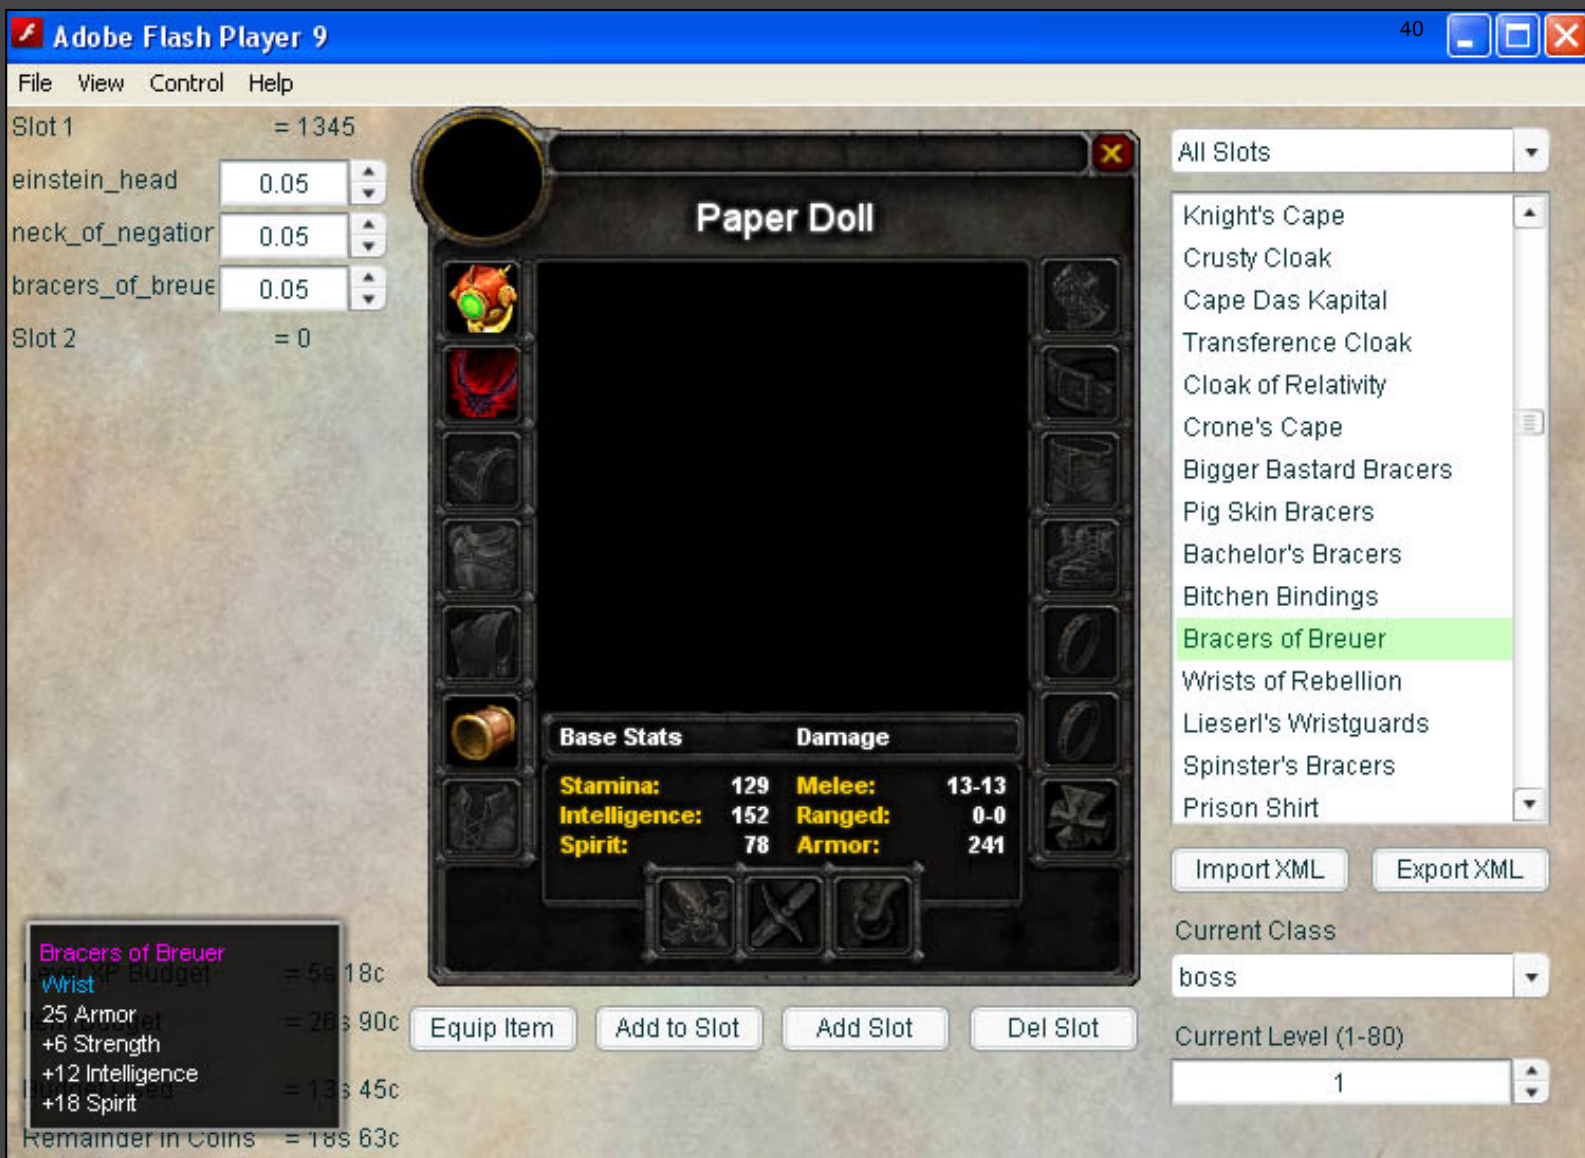 Adobe Flash Player 9
40
File View Control Help
Slot 1 = 1345
einstein_head 0.05
neck_of_negation 0.05
bracers_of_breue 0.05
Slot 2 = 0
Paper Doll
Base Stats Damage
Stamina: 129 Melee: 13-13
Intelligence: 152 Ranged: 0-0
Spirit: 78 Armor: 241
Bracers of Breuer
Level XP Budget = 5s 18c
Wrist
25 Armor
= 26s 90c
+6 Strength
+12 Intelligence
= 13s 45c
+18 Spirit
Remainder in Coins = 18s 63c
Equip Item Add to Slot Add Slot Del Slot
All Slots
Knight's Cape
Crusty Cloak
Cape Das Kapital
Transference Cloak
Cloak of Relativity
Crone's Cape
Bigger Bastard Bracers
Pig Skin Bracers
Bachelor's Bracers
Bitchen Bindings
Bracers of Breuer
Wrists of Rebellion
Lieserl's Wristguards
Spinster's Bracers
Prison Shirt
Import XML Export XML
Current Class
boss
Current Level (1-80)
1